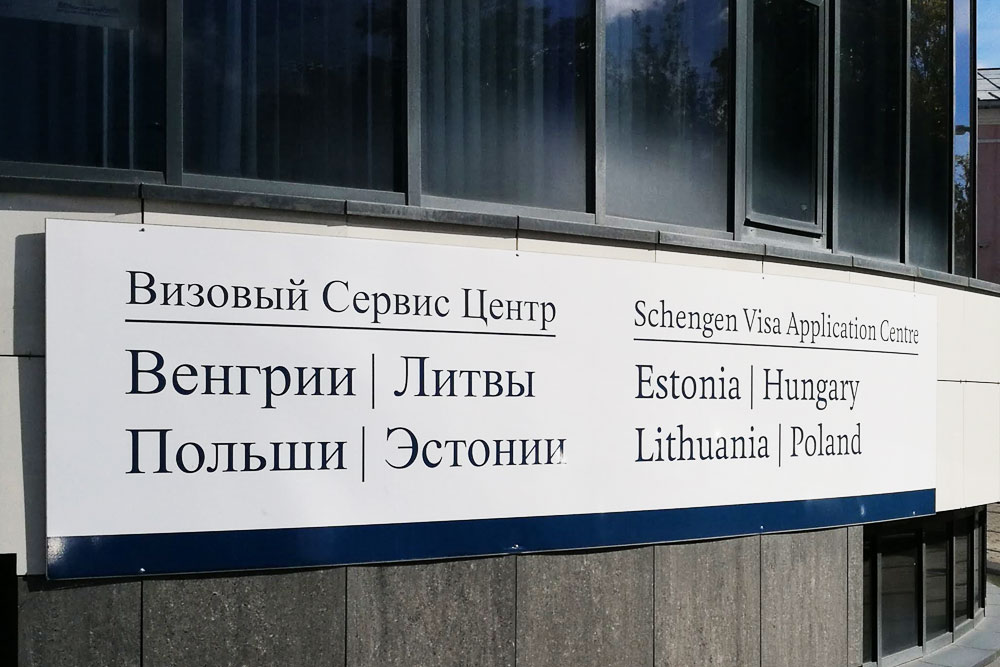 Визовый Сервис Центр
Венгрии | Литвы
Польши | Эстонии
Schengen Visa Application Centre
Estonia | Hungary
Lithuania | Poland